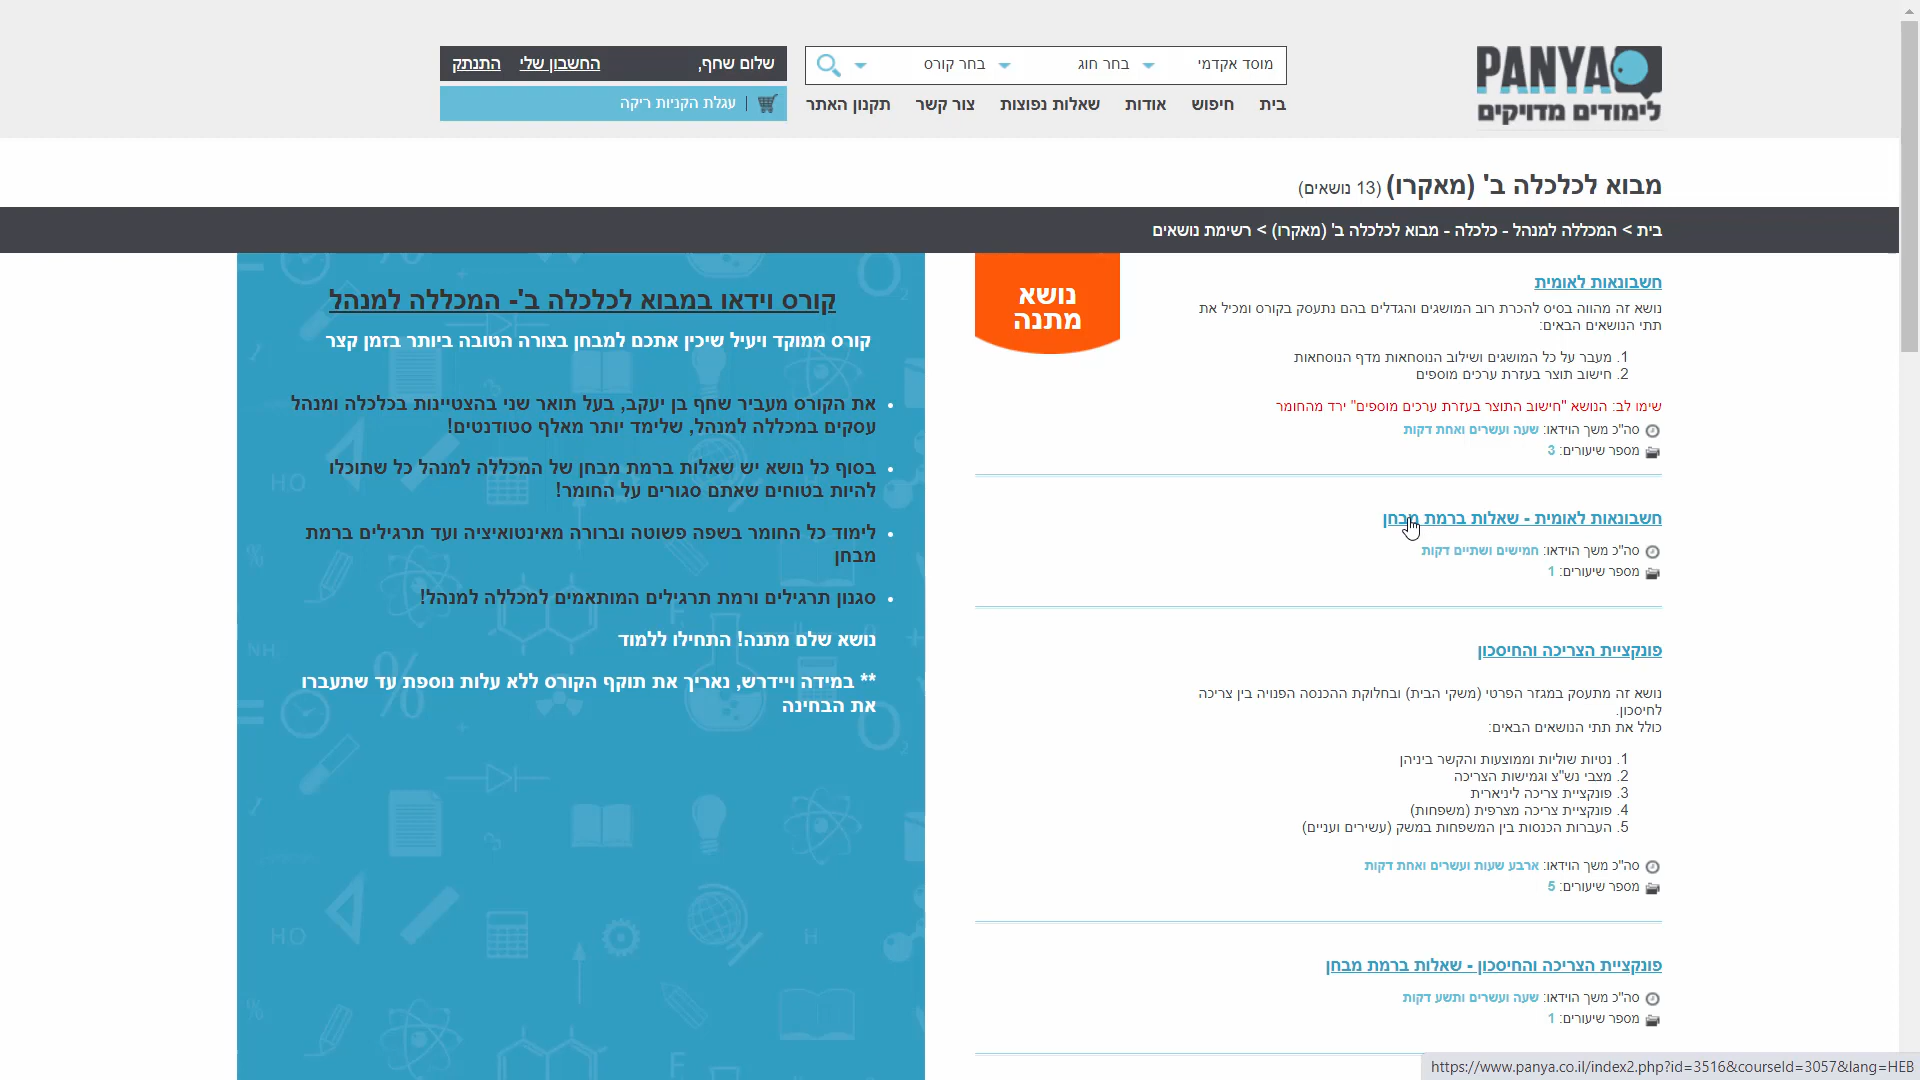 PANYA
לימודים מדויקים
מוסד אקדמי
בחר חוג
בחר קורס
שלום שחף,
החשבון שלי
התנתק
עגלת הקניות ריקה
בית
חיפוש
אודות
שאלות נפוצות
צור קשר
תקנון האתר
מבוא לכלכלה ב' (מאקרו) (13 נושאים)
בית > המכללה למנהל - כלכלה - מבוא לכלכלה ב' (מאקרו) > רשימת נושאים
חשבונאות לאומית
נושא זה מהווה בסיס להכרת רוב המושגים והגדלים בהם נתעסק בקורס ומכיל את
תתי הנושאים הבאים:
1. מעבר על כל המושגים ושילוב הנוסחאות מדף הנוסחאות
2. חישוב תוצר בעזרת ערכים מוספים
שימו לב: הנושא "חישוב התוצר בעזרת ערכים מוספים" ירד מהחומר
סה"כ משך הוידאו: שעה ועשרים ואחת דקות
מספר שיעורים: 3
נושא
מתנה
חשבונאות לאומית - שאלות ברמת מבחן
סה"כ משך הוידאו: חמישים ושתיים דקות
מספר שיעורים: 1
פונקציית הצריכה והחיסכון
נושא זה מתעסק במגזר הפרטי (משקי הבית) ובחלוקת ההכנסה הפנויה בין צריכה
לחיסכון.
כולל את תתי הנושאים הבאים:
1. נטיות שוליות וממוצעות והקשר ביניהן
2. מצבי נש"צ וגמישות הצריכה
3. פונקציית צריכה ליניארית
4. פונקציית צריכה מצרפית (משפחות)
5. העברות הכנסות בין המשפחות במשק (עשירים ועניים)
סה"כ משך הוידאו: ארבע שעות ועשרים ואחת דקות
מספר שיעורים: 5
פונקציית הצריכה והחיסכון - שאלות ברמת מבחן
סה"כ משך הוידאו: שעה ועשרים ותשע דקות
מספר שיעורים: 1
קורס וידאו במבוא לכלכלה ב'- המכללה למנהל
קורס ממוקד ויעיל שיכין אתכם למבחן בצורה הטובה ביותר בזמן קצר
• את הקורס מעביר שחף בן יעקב, בעל תואר שני בהצטיינות בכלכלה ומנהל
עסקים במכללה למנהל, שלימד יותר מאלף סטודנטים!
• בסוף כל נושא יש שאלות ברמת מבחן של המכללה למנהל כל שתוכלו
להיות בטוחים שאתם סגורים על החומר!
• לימוד כל החומר בשפה פשוטה וברורה מאינטואיציה ועד תרגילים ברמת
מבחן
• סגנון תרגילים ורמת תרגילים המותאמים למכללה למנהל!
נושא שלם מתנה! התחילו ללמוד
** במידה ויידרש, נאריך את תוקף הקורס ללא עלות נוספת עד שתעברו
את הבחינה
https://www.panya.co.il/index2.php?id=3516&courseId=3057&lang=HEB